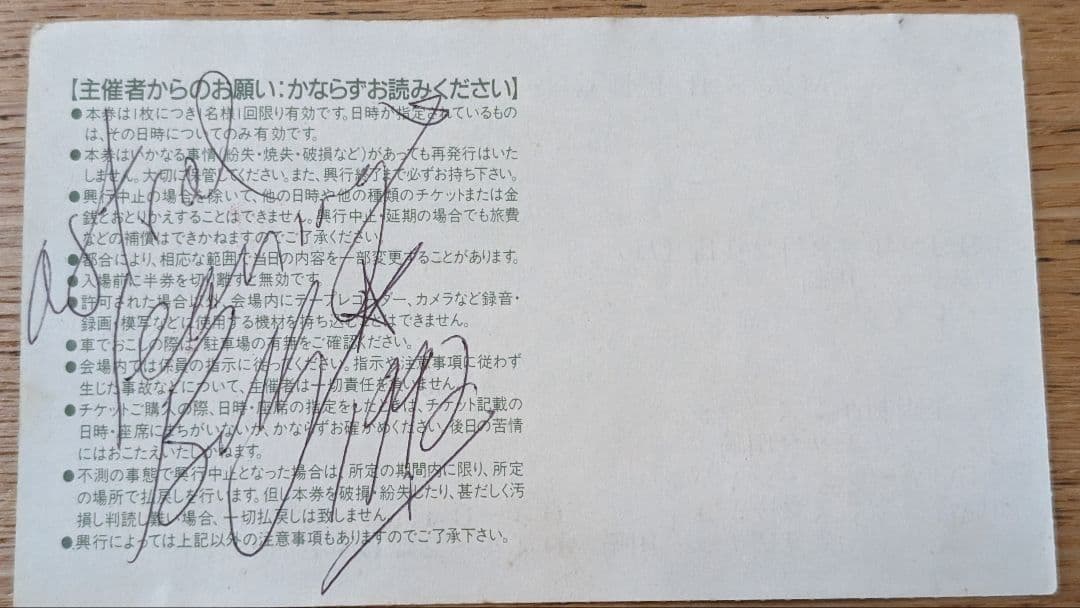 【主催者からのお願い:かならずお読みください】
●本券は1枚につき1名様1回限り有効です。日時が指定されているもの
は、その日時についてのみ有効です。
●本券はいかなる事情(紛失・焼失・破損など)があっても再発行はいた
しません。大切に保管してください。また、興行終了まで必ずお持ち下さい。
●興行中止の場合を除いて、他の日時や他の種類のチケットまたは金
銭とおとりかえすることはできません。興行中止・延期の場合でも旅費
などの補償はできかねますのでご了承ください。
●都合により、相応な範囲で当日の内容を一部変更することがあります。
●入場前に半券を切り離すと無効です。
●許可された場合以外、会場内にテープレコーダー、カメラなど録音・
録画・模写などに使用する機材を持ち込むことはできません。
●車でおこしの際は、駐車場の有無をご確認ください。
●会場内では係員の指示に従ってください。指示や注意事項に従わず
生じた事故などについて、主催者は一切責任を負いません。
●チケットご購入の際、日時・座席の指定をしたときは、チケット記載の
日時・座席にまちがいないか、かならずお確かめください。後日の苦情
にはおこたえいたしかねます。
●不測の事態で興行中止となった場合は、所定の期間内に限り、所定
の場所で払戻しを行います。但し本券を破損・紛失したり、甚だしく汚
損し判読し難い場合、一切払戻しは致しません。
●興行によっては上記以外の注意事項もありますのでご了承下さい。
astral